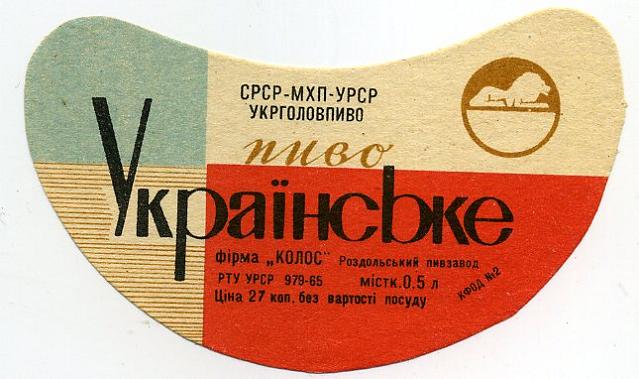 СРСР-МХП-УРСР
УКРГОЛОВПИВО
пиво
Українське
фірма „КОЛОС" Роздольський пивзавод
РТУ УРСР 979-65 містк. 0,5 л
Ціна 27 коп. без вартості посуду
КФОД №2